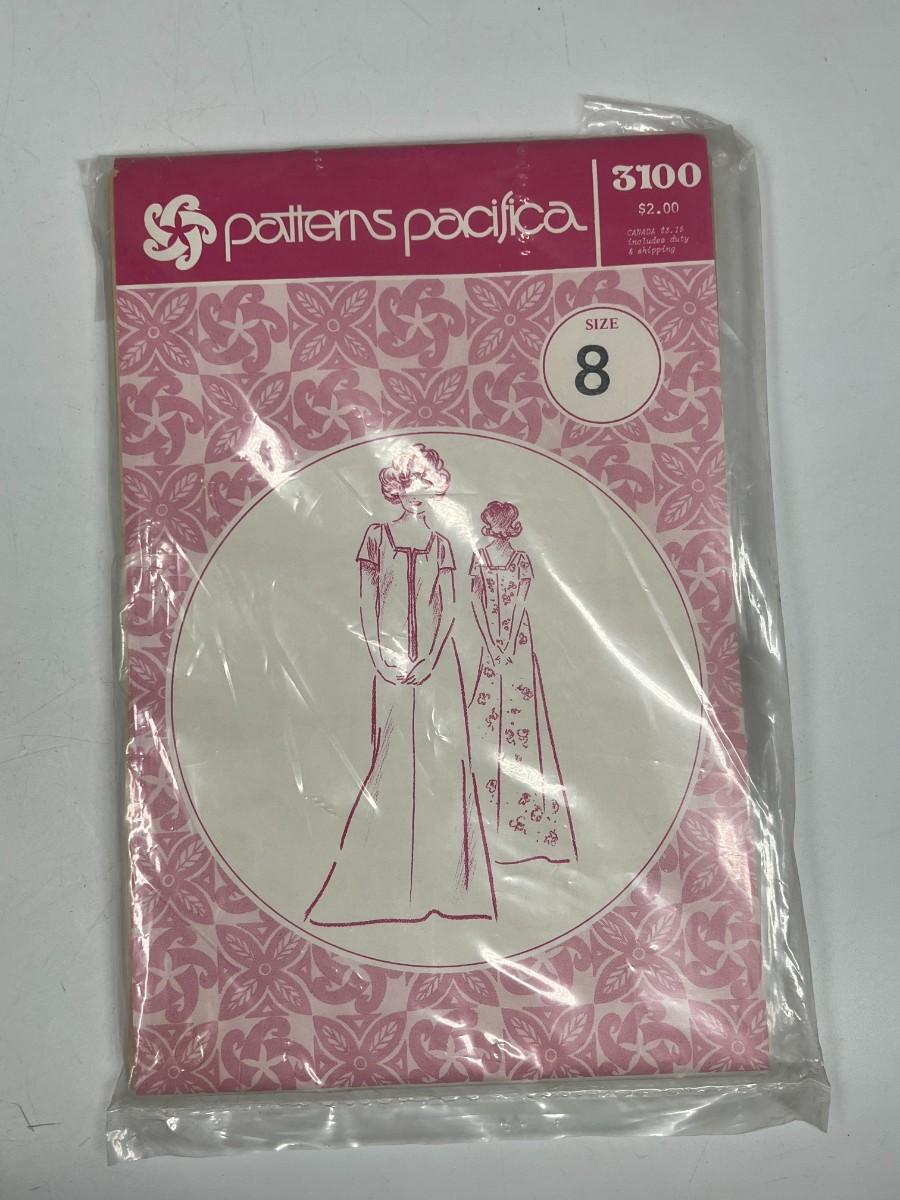 patterns pacifica
3100
$2.00
CANADA $3.15
includes duty
& shipping
SIZE
8